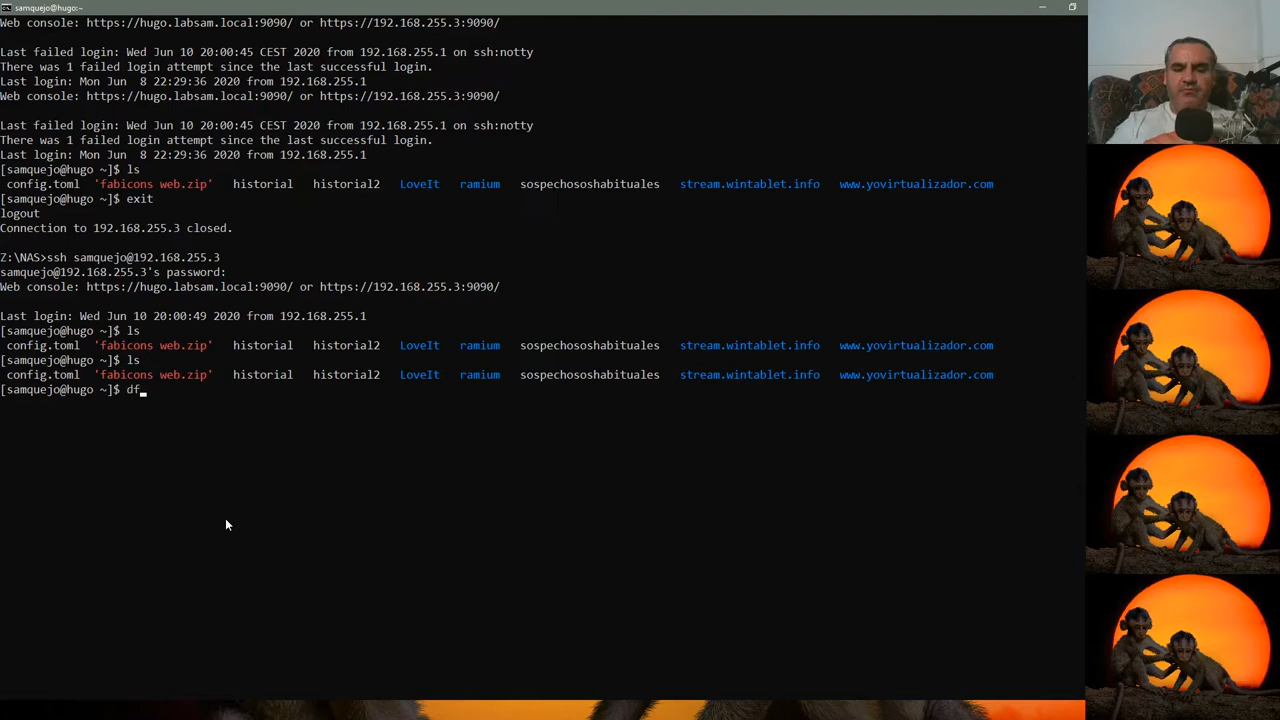 samquejo@hugo:~
Web console: https://hugo.labsam.local:9090/ or https://192.168.255.3:9090/
Last failed login: Wed Jun 10 20:00:45 CEST 2020 from 192.168.255.1 on ssh:notty
There was 1 failed login attempt since the last successful login.
Last login: Mon Jun  8 22:29:36 2020 from 192.168.255.1
Web console: https://hugo.labsam.local:9090/ or https://192.168.255.3:9090/
Last failed login: Wed Jun 10 20:00:45 CEST 2020 from 192.168.255.1 on ssh:notty
There was 1 failed login attempt since the last successful login.
Last login: Mon Jun  8 22:29:36 2020 from 192.168.255.1
[samquejo@hugo ~]$ ls
config.toml  'fabicons web.zip'   historial   historial2   LoveIt   ramium   sospechososhabituales   stream.wintablet.info   www.yovirtualizador.com
[samquejo@hugo ~]$ exit
logout
Connection to 192.168.255.3 closed.
Z:\NAS>ssh samquejo@192.168.255.3
samquejo@192.168.255.3's password:
Web console: https://hugo.labsam.local:9090/ or https://192.168.255.3:9090/
Last login: Wed Jun 10 20:00:49 2020 from 192.168.255.1
[samquejo@hugo ~]$ ls
config.toml  'fabicons web.zip'   historial   historial2   LoveIt   ramium   sospechososhabituales   stream.wintablet.info   www.yovirtualizador.com
[samquejo@hugo ~]$ ls
config.toml  'fabicons web.zip'   historial   historial2   LoveIt   ramium   sospechososhabituales   stream.wintablet.info   www.yovirtualizador.com
[samquejo@hugo ~]$ df